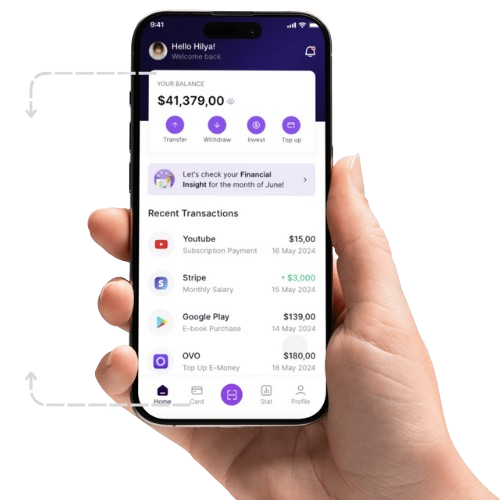 9:41
Hello Hilya!
Welcome back
YOUR BALANCE
$41,379,00
Transfer Withdraw Invest Top up
Let's check your Financial
Insight for the month of June!
Recent Transactions
Youtube $15,00
Subscription Payment 16 May 2024
Stripe + $3,000
Monthly Salary 15 May 2024
Google Play $139,00
E-book Purchase 14 May 2024
OVO $180,00
Top Up E-Money 18 May 2024
Home Card Stat Profile